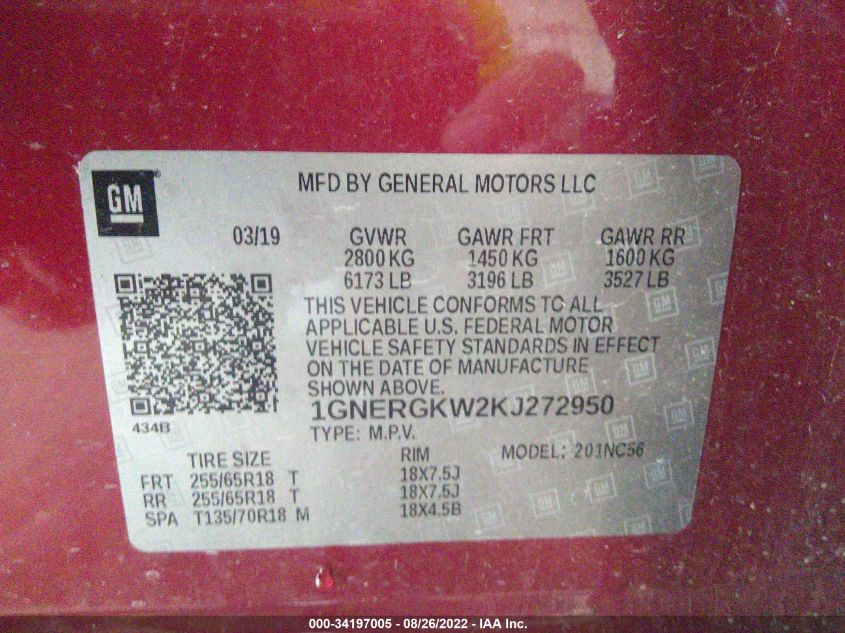 GM
MFD BY GENERAL MOTORS LLC
03/19 GVWR GAWR FRT GAWR RR
2800 KG 1450 KG 1600 KG
6173 LB 3196 LB 3527 LB
THIS VEHICLE CONFORMS TO ALL
APPLICABLE U.S. FEDERAL MOTOR
VEHICLE SAFETY STANDARDS IN EFFECT
ON THE DATE OF MANUFACTURE
SHOWN ABOVE.
1GNERGKW2KJ272950
434B
TYPE: M.P.V.
MODEL: 201NC56
TIRE SIZE RIM
FRT 255/65R18 T 18X7.5J
RR 255/65R18 T 18X7.5J
SPA T135/70R18 M 18X4.5B
000-34197005 - 08/26/2022 - IAA Inc.